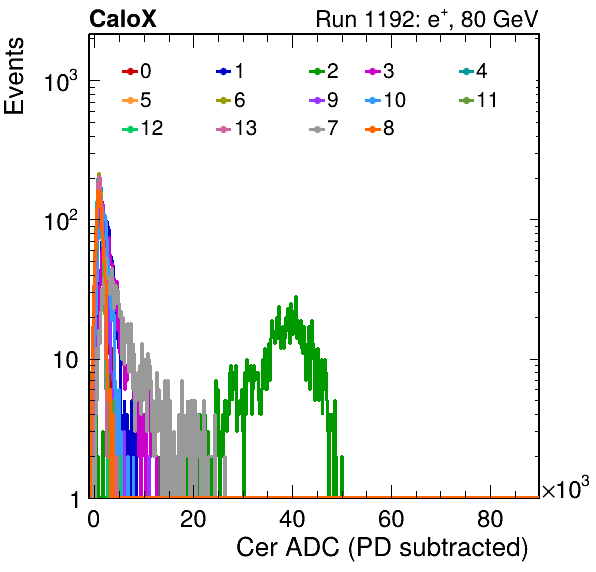 CaloX Run 1192: e⁺, 80 GeV
Events
0 1 2 3 4
5 6 9 10 11
12 13 7 8
10³
10²
10
1
0 20 40 60 80 ×10³
Cer ADC (PD subtracted)